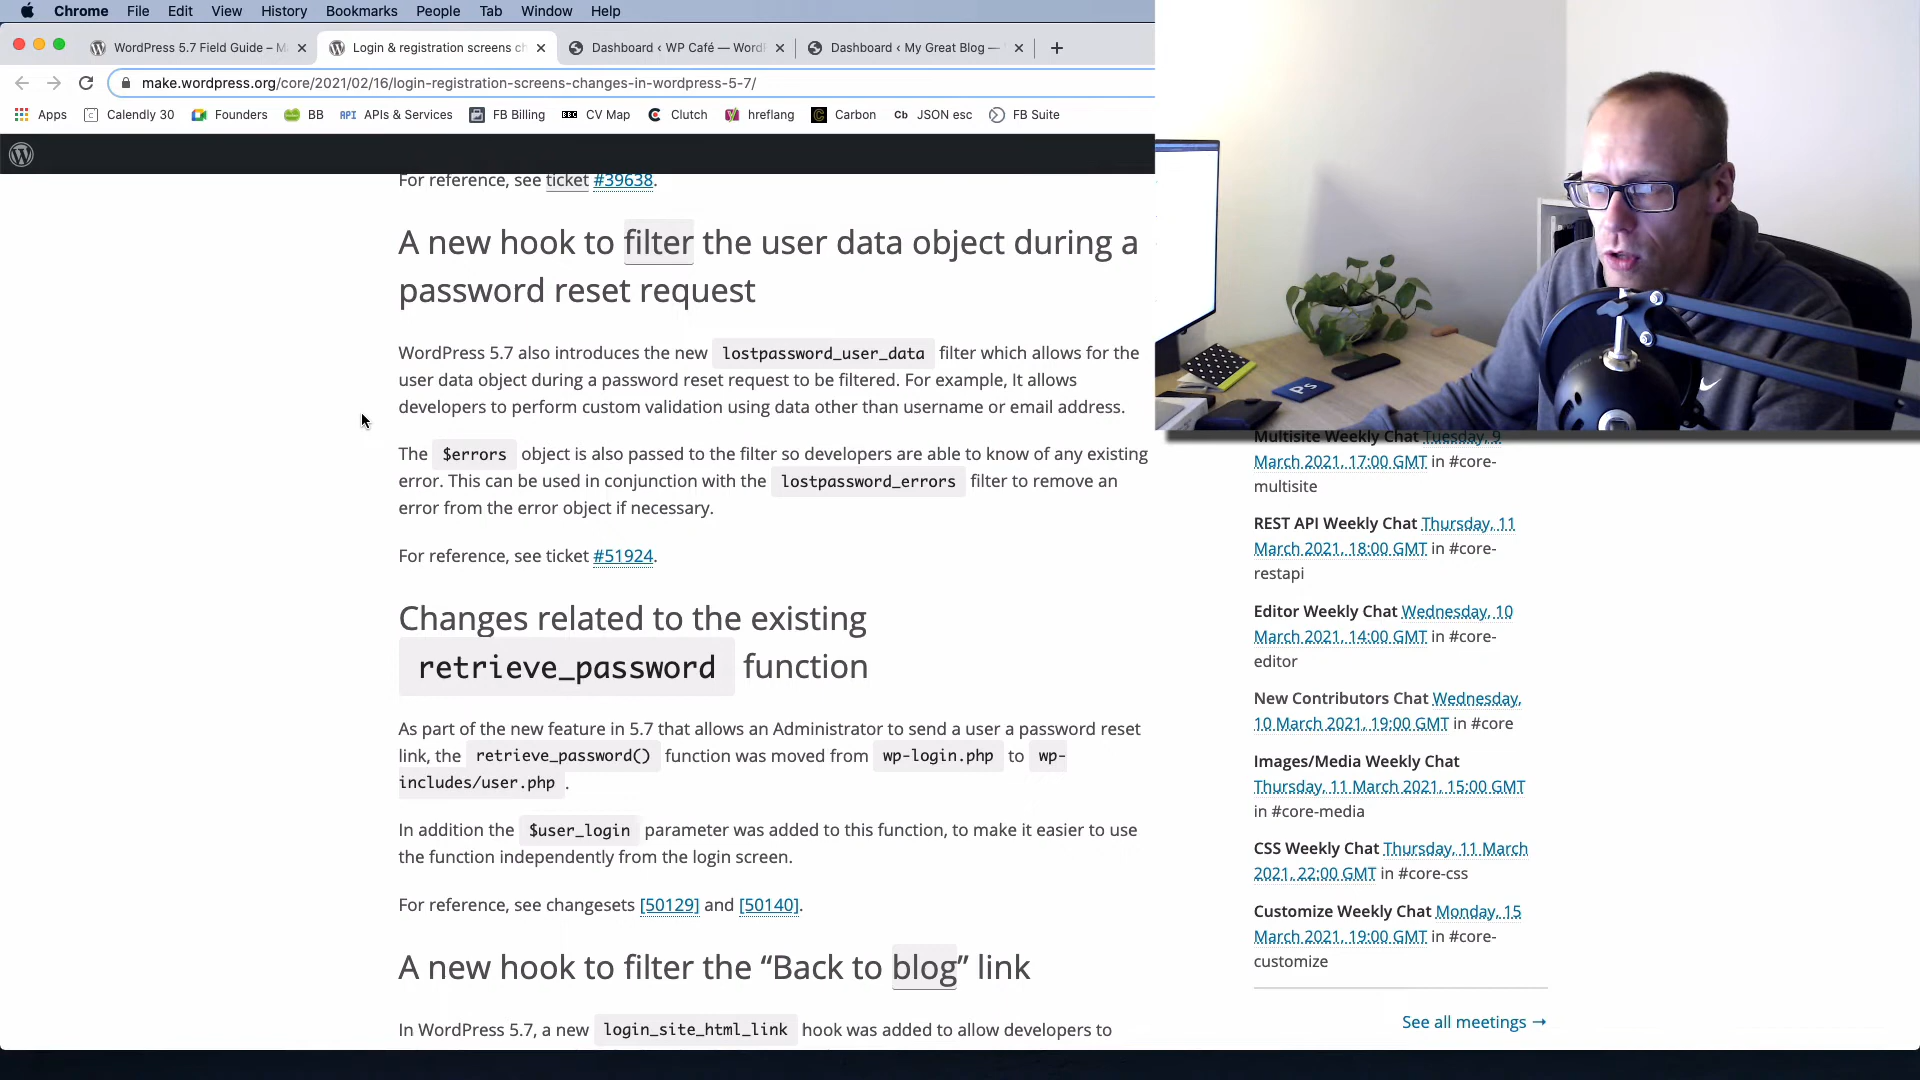 Chrome File Edit View History Bookmarks People Tab Window Help
WordPress 5.7 Field Guide – M
Login & registration screens ch
Dashboard ‹ WP Café — Word
Dashboard ‹ My Great Blog —
make.wordpress.org/core/2021/02/16/login-registration-screens-changes-in-wordpress-5-7/
Apps Calendly 30 Founders BB API APIs & Services FB Billing BBC CV Map Clutch hreflang Carbon Cb JSON esc FB Suite
For reference, see ticket #39638.
A new hook to filter the user data object during a
password reset request
WordPress 5.7 also introduces the new lostpassword_user_data filter which allows for the
user data object during a password reset request to be filtered. For example, It allows
developers to perform custom validation using data other than username or email address.
The $errors object is also passed to the filter so developers are able to know of any existing
error. This can be used in conjunction with the lostpassword_errors filter to remove an
error from the error object if necessary.
For reference, see ticket #51924.
Changes related to the existing
retrieve_password function
As part of the new feature in 5.7 that allows an Administrator to send a user a password reset
link, the retrieve_password() function was moved from wp-login.php to wp-
includes/user.php .
In addition the $user_login parameter was added to this function, to make it easier to use
the function independently from the login screen.
For reference, see changesets [50129] and [50140].
A new hook to filter the “Back to blog” link
In WordPress 5.7, a new login_site_html_link hook was added to allow developers to
Ps
Multisite Weekly Chat Tuesday, 9
March 2021, 17:00 GMT in #core-
multisite
REST API Weekly Chat Thursday, 11
March 2021, 18:00 GMT in #core-
restapi
Editor Weekly Chat Wednesday, 10
March 2021, 14:00 GMT in #core-
editor
New Contributors Chat Wednesday,
10 March 2021, 19:00 GMT in #core
Images/Media Weekly Chat
Thursday, 11 March 2021, 15:00 GMT
in #core-media
CSS Weekly Chat Thursday, 11 March
2021, 22:00 GMT in #core-css
Customize Weekly Chat Monday, 15
March 2021, 19:00 GMT in #core-
customize
See all meetings →